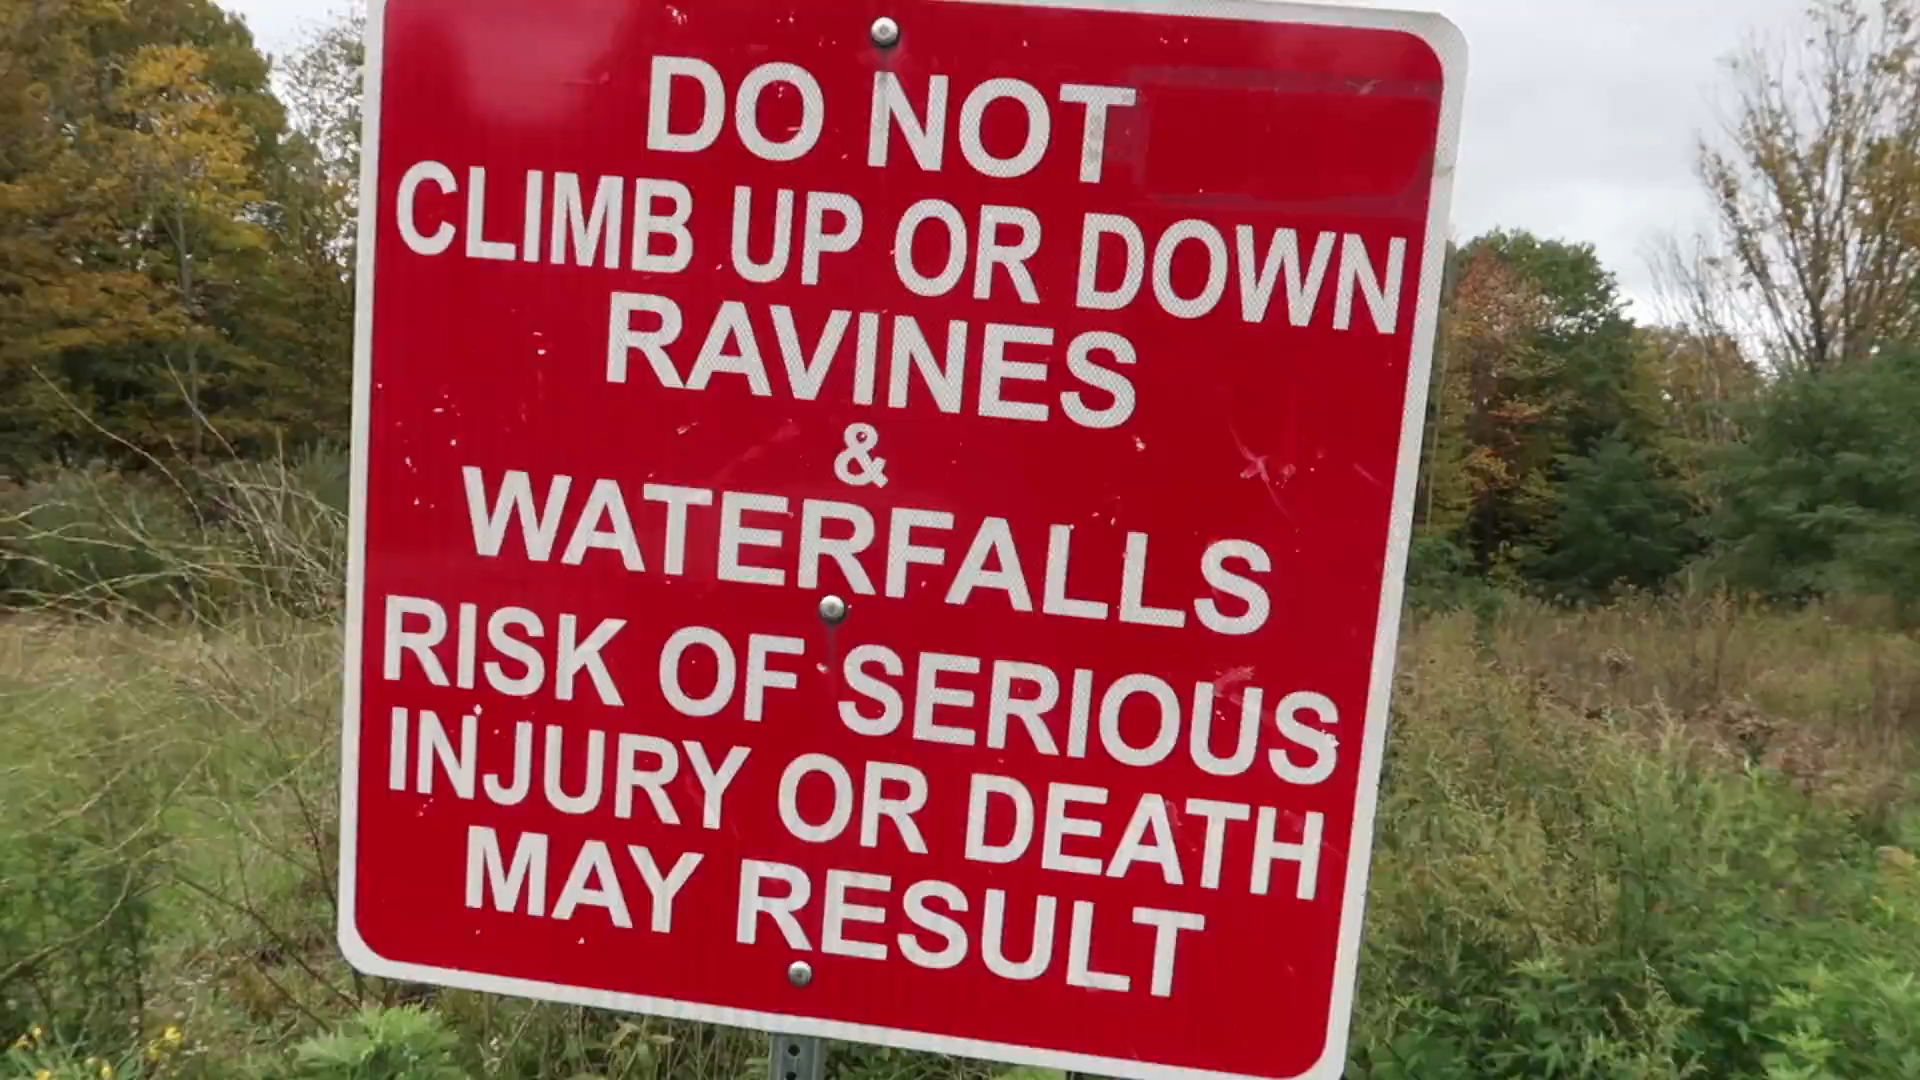 DO NOT
CLIMB UP OR DOWN
RAVINES
&
WATERFALLS
RISK OF SERIOUS
INJURY OR DEATH
MAY RESULT